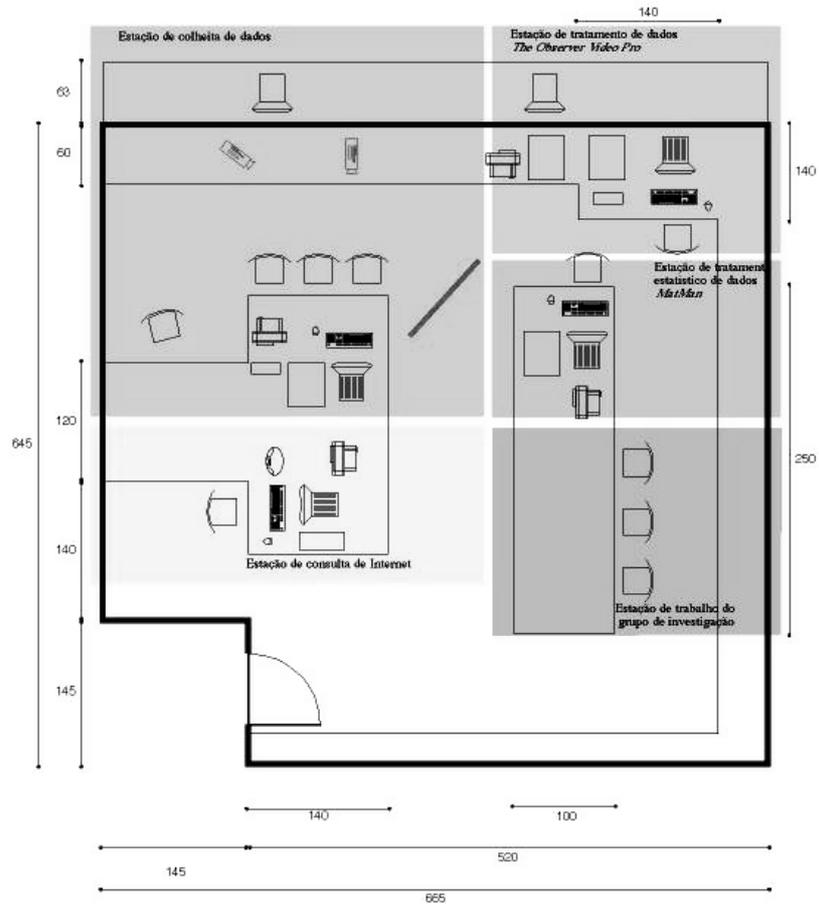 140
Estação de colheita de dados
Estação de tratamento de dados
The Observer Video Pro
63
60
140
Estação de tratament
estatístico de dados
MatMan
120
645
250
140
Estação de consulta de Internet
Estação de trabalho do
grupo de investigação
145
140
100
520
145
665